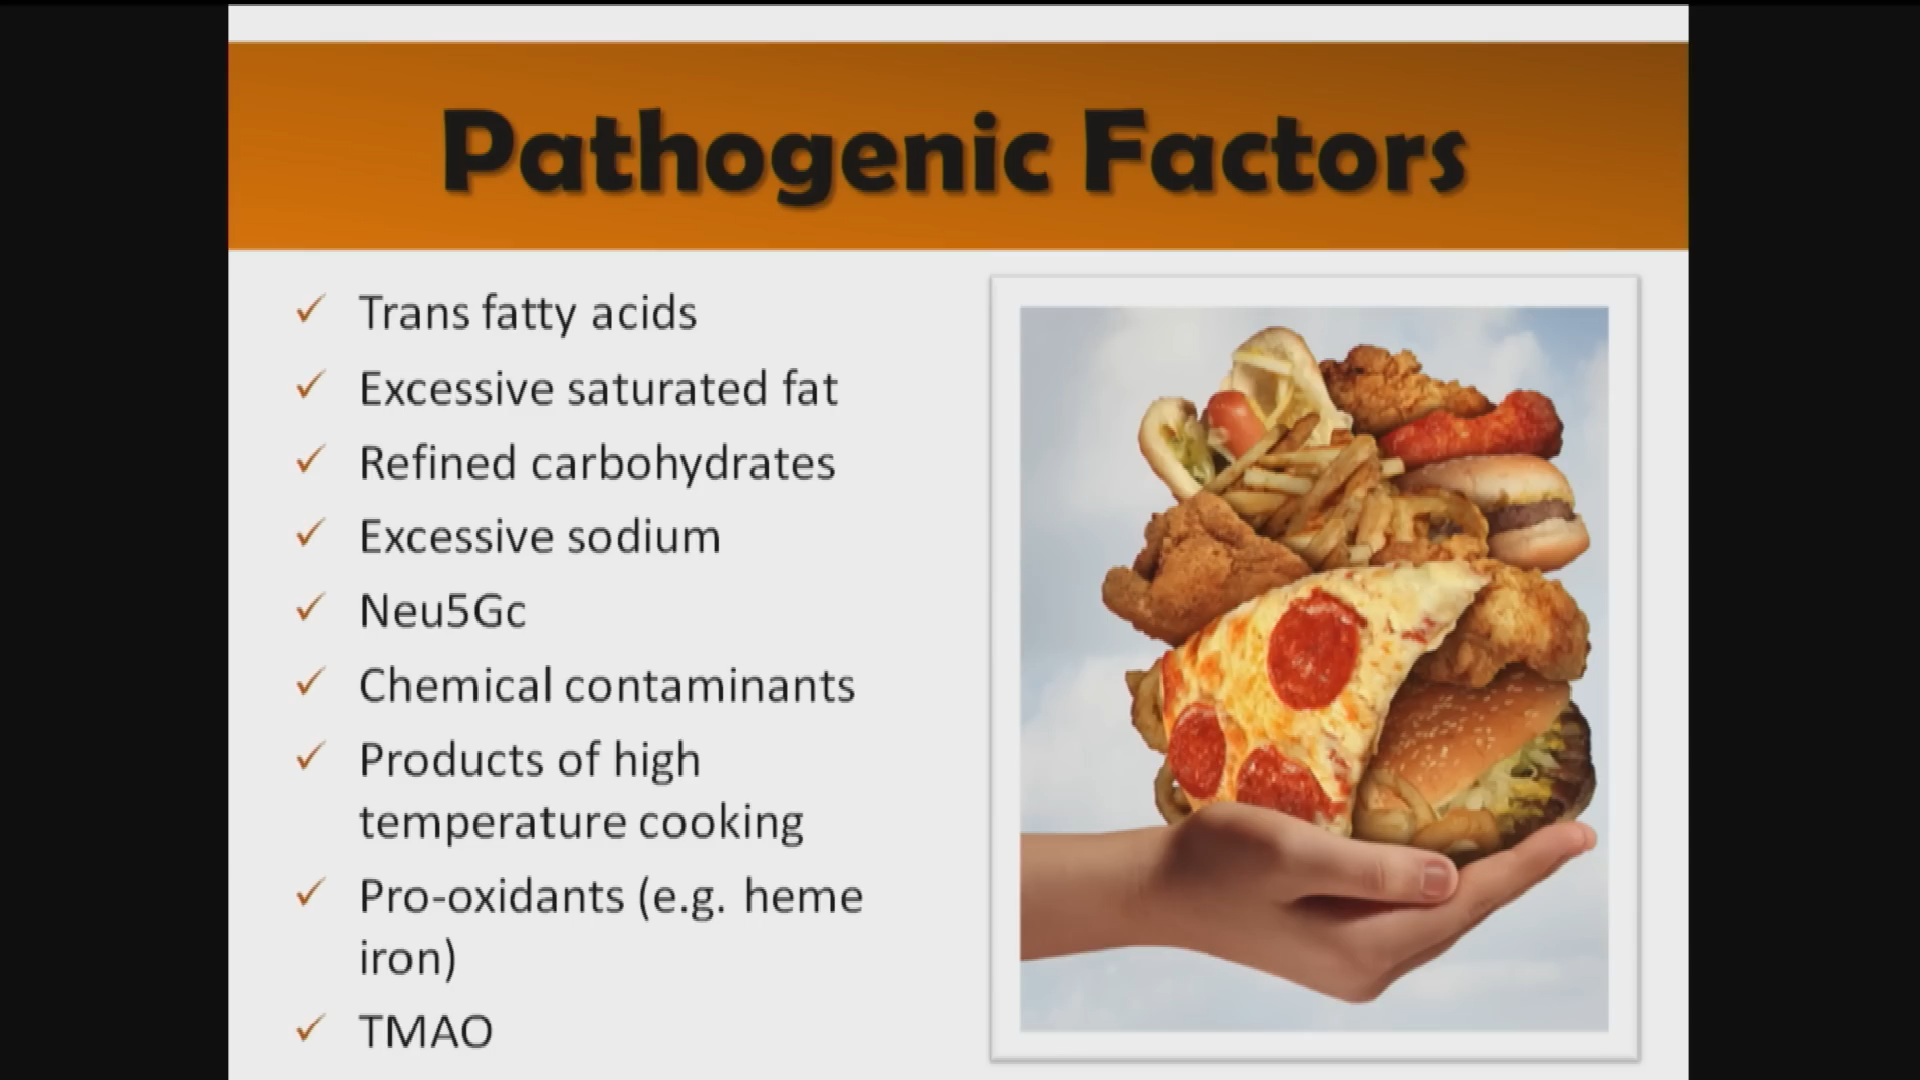 Pathogenic Factors
Trans fatty acids
Excessive saturated fat
Refined carbohydrates
Excessive sodium
Neu5Gc
Chemical contaminants
Products of high
temperature cooking
Pro-oxidants (e.g. heme
iron)
TMAO